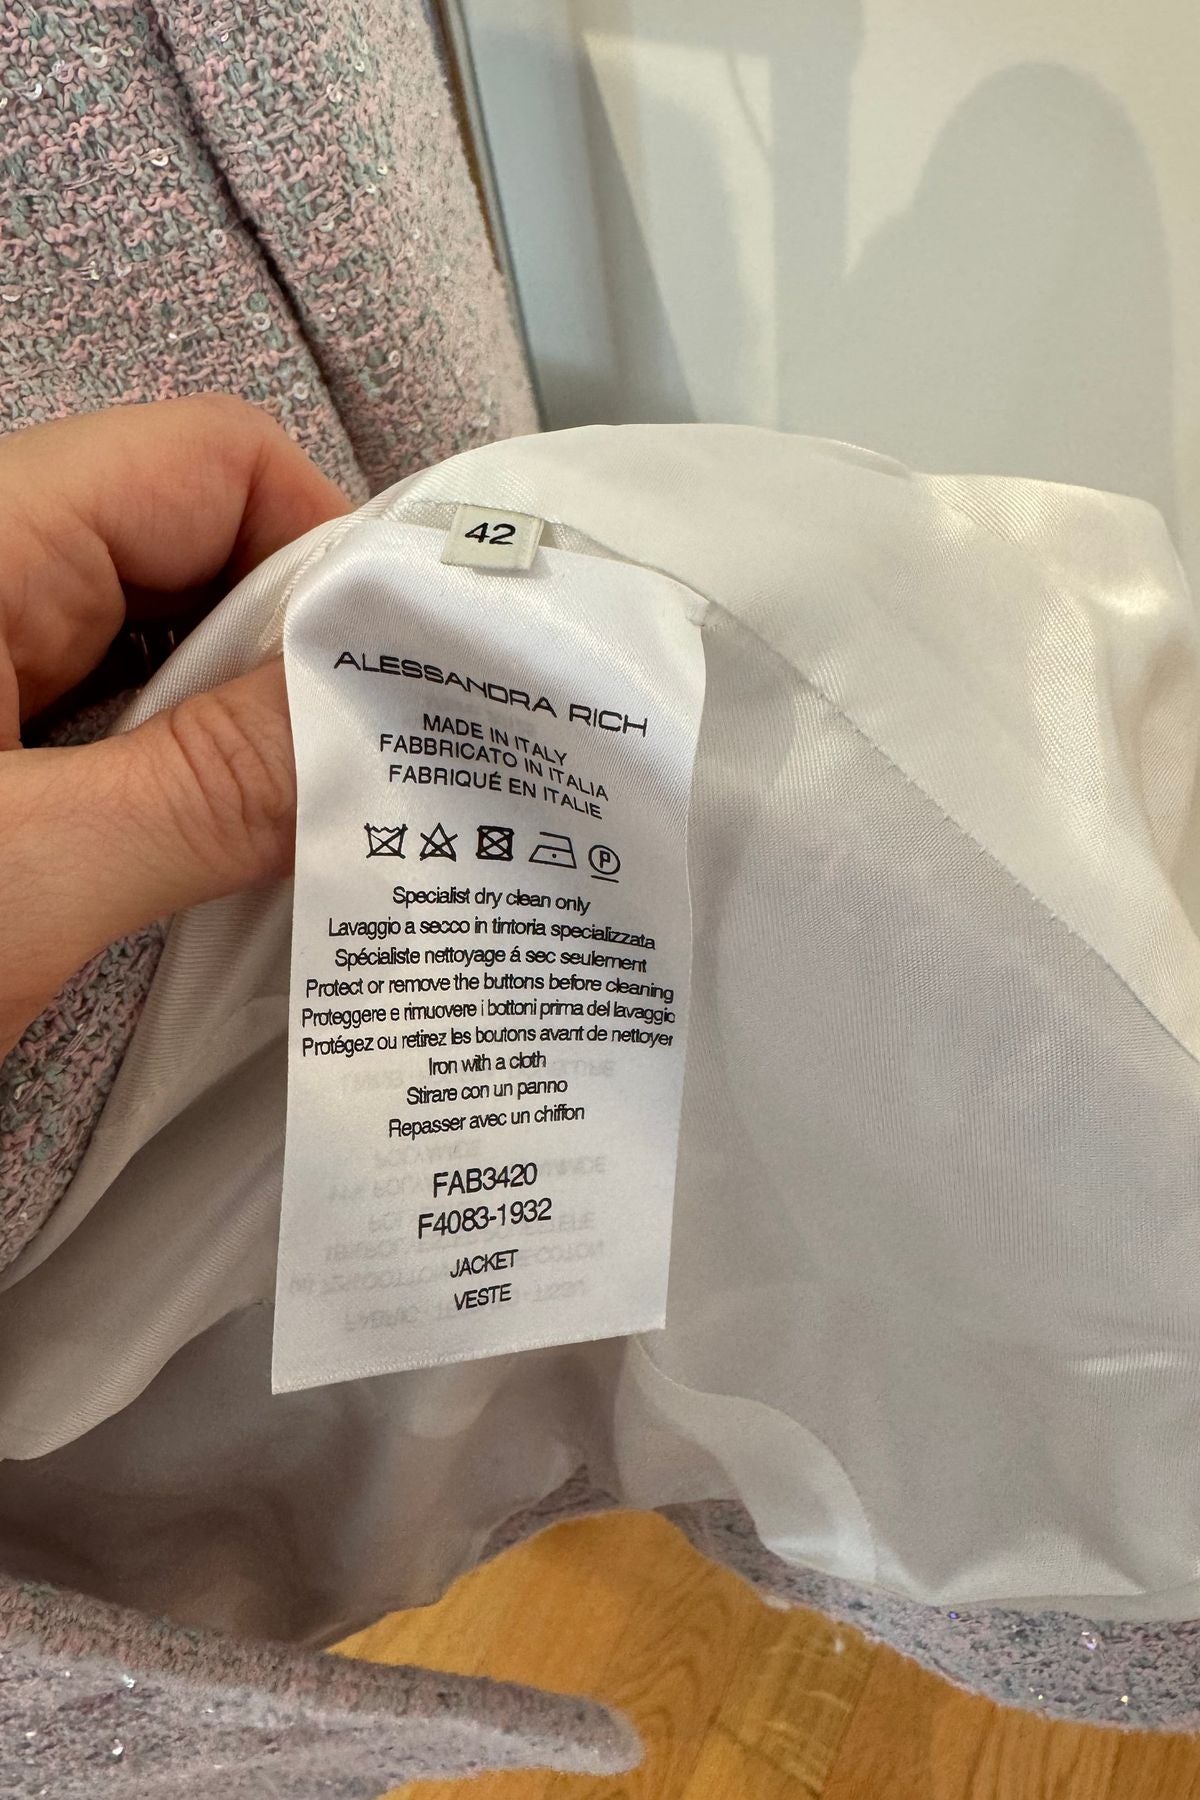 42
ALESSANDRA RICH
MADE IN ITALY
FABBRICATO IN ITALIA
FABRIQUÉ EN ITALIE
P
Specialist dry clean only
Lavaggio a secco in tintoria specializzata
Spécialiste nettoyage á sec seulement
Protect or remove the buttons before cleaning
Proteggere e rimuovere i bottoni prima del lavaggio
Protégez ou retirez les boutons avant de nettoyer
Iron with a cloth
Stirare con un panno
Repasser avec un chiffon
FAB3420
F4083-1932
JACKET
VESTE